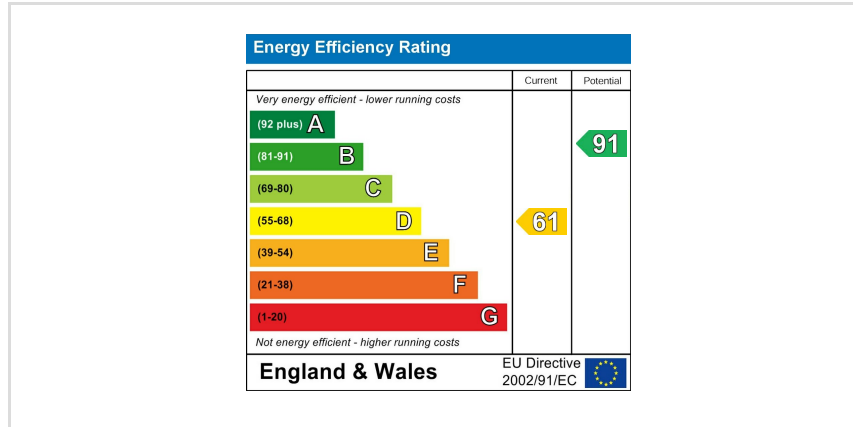 Energy Efficiency Rating
Current Potential
Very energy efficient - lower running costs
(92 plus) A
(81-91) B
91
(69-80) C
(55-68) D
61
(39-54) E
(21-38) F
(1-20) G
Not energy efficient - higher running costs
England & Wales
EU Directive
2002/91/EC